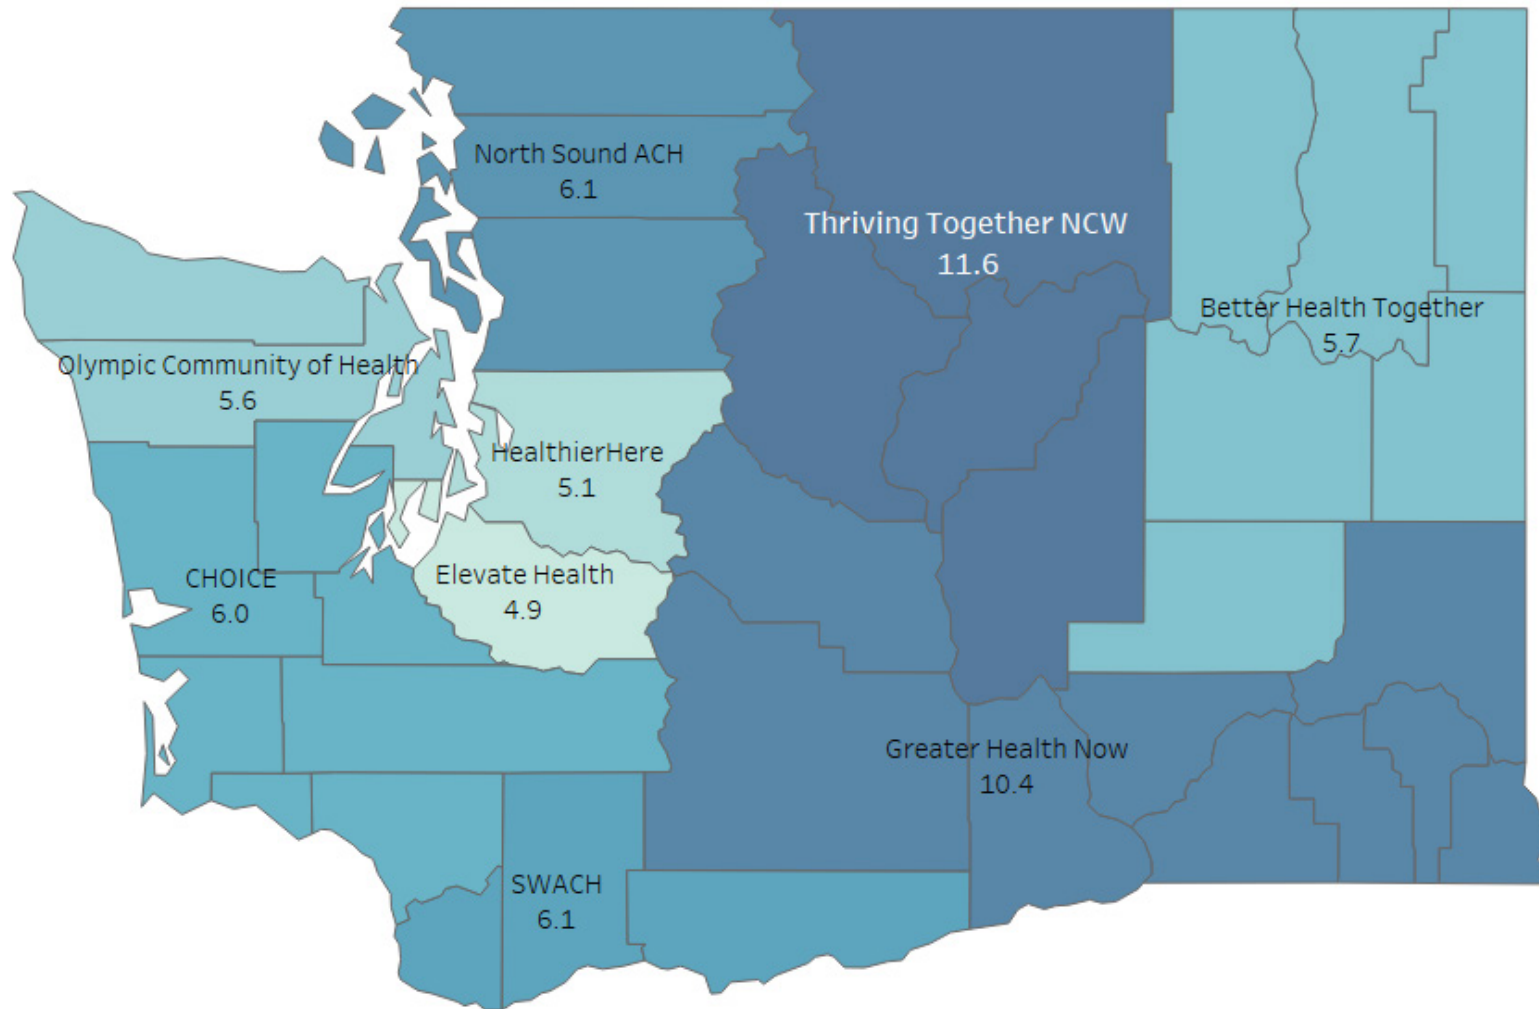 North Sound ACH
6.1
Thriving Together NCW
11.6
Better Health Together
5.7
Olympic Community of Health
5.6
HealthierHere
5.1
CHOICE
6.0
Elevate Health
4.9
Greater Health Now
10.4
SWACH
6.1